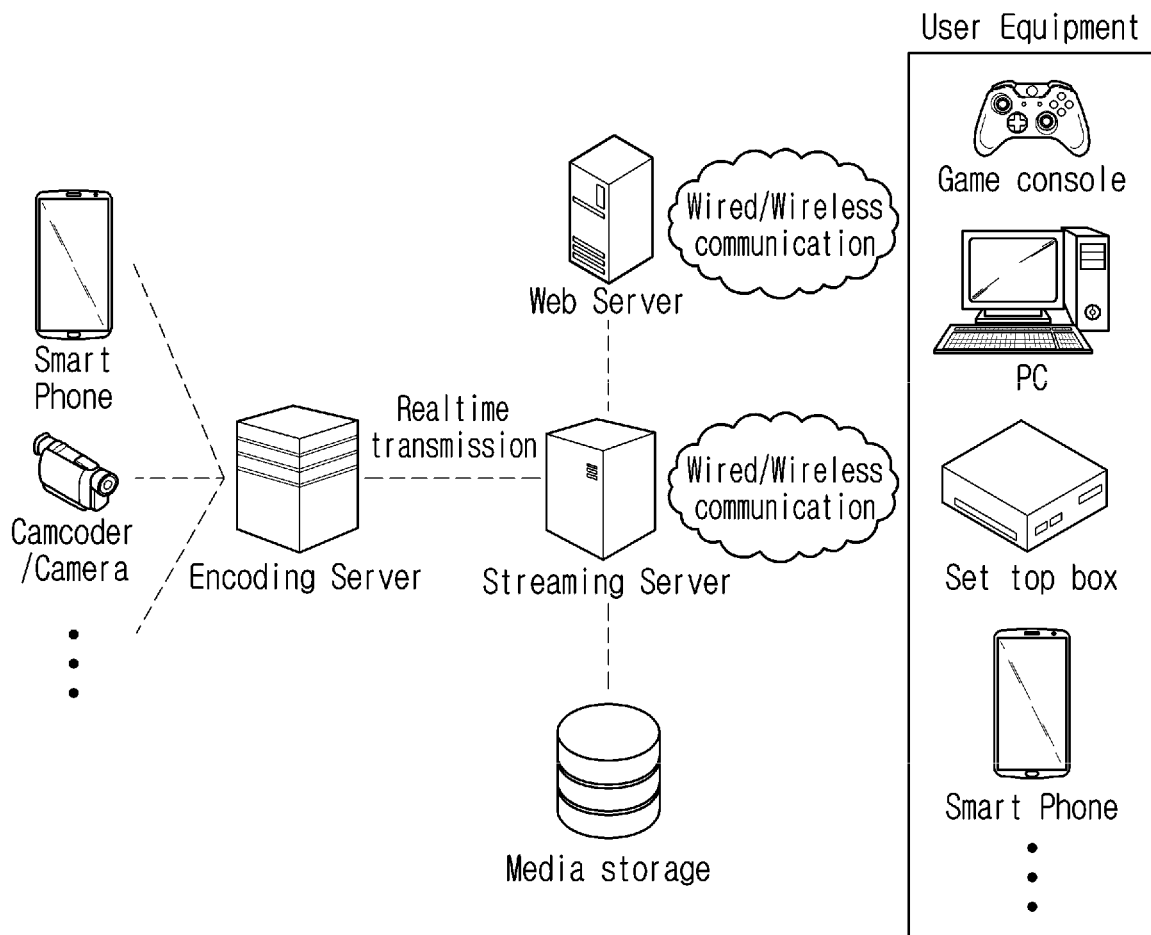 User Equipment
Game console
PC
Set top box
Smart Phone
Wired/Wireless
communication
Web Server
Smart
Phone
Realtime
transmission
Wired/Wireless
communication
Camcoder
/Camera
Encoding Server
Streaming Server
Media storage